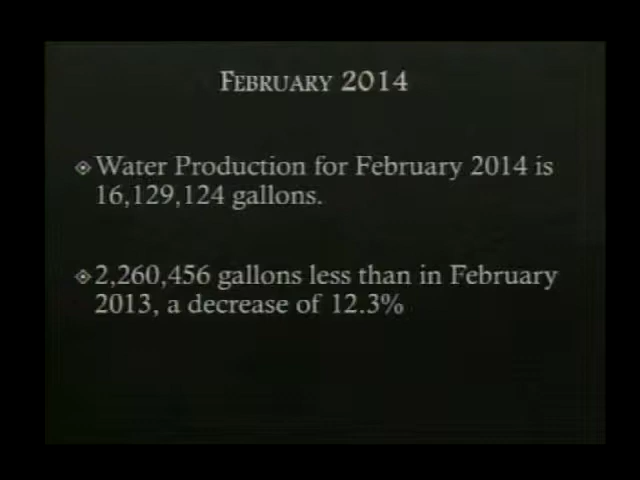 FEBRUARY 2014
Water Production for February 2014 is
16,129,124 gallons.
2,260,456 gallons less than in February
2013, a decrease of 12.3%